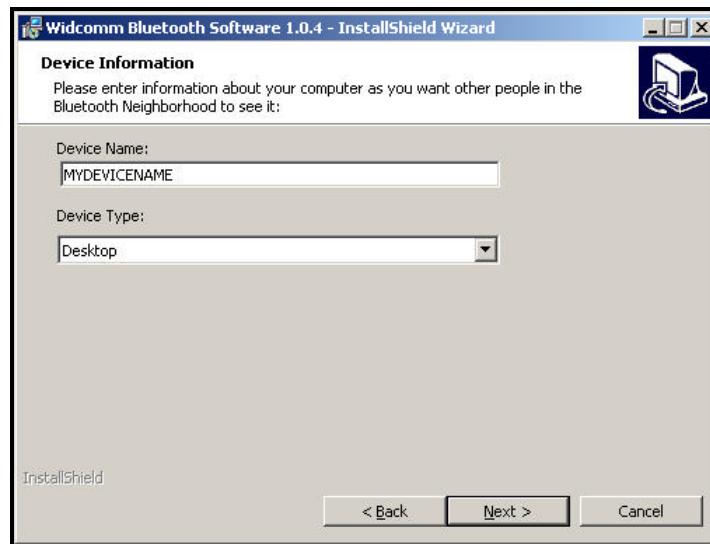 Widcomm Bluetooth Software 1.0.4 - InstallShield Wizard
Device Information
Please enter information about your computer as you want other people in the
Bluetooth Neighborhood to see it:
Device Name:
MYDEVICENAME
Device Type:
Desktop
InstallShield
< Back
Next >
Cancel